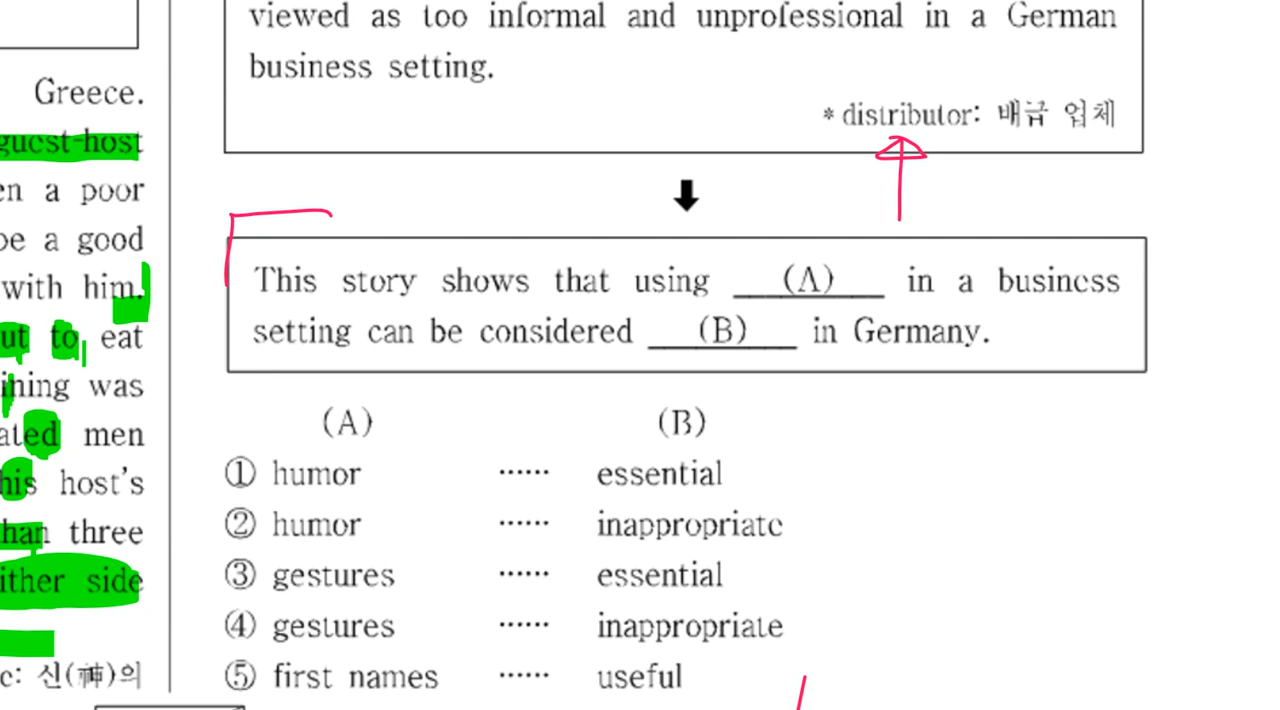 Greece.
guest-host
en a poor
be a good
with him.
ut to eat
ining was
ated men
his host's
han three
ither side
c: 신(神)의
viewed as too informal and unprofessional in a German
business setting.
* distributor: 배급 업체
This story shows that using (A) in a business
setting can be considered (B) in Germany.
(A) (B)
① humor ...... essential
② humor ...... inappropriate
③ gestures ...... essential
④ gestures ...... inappropriate
⑤ first names ...... useful